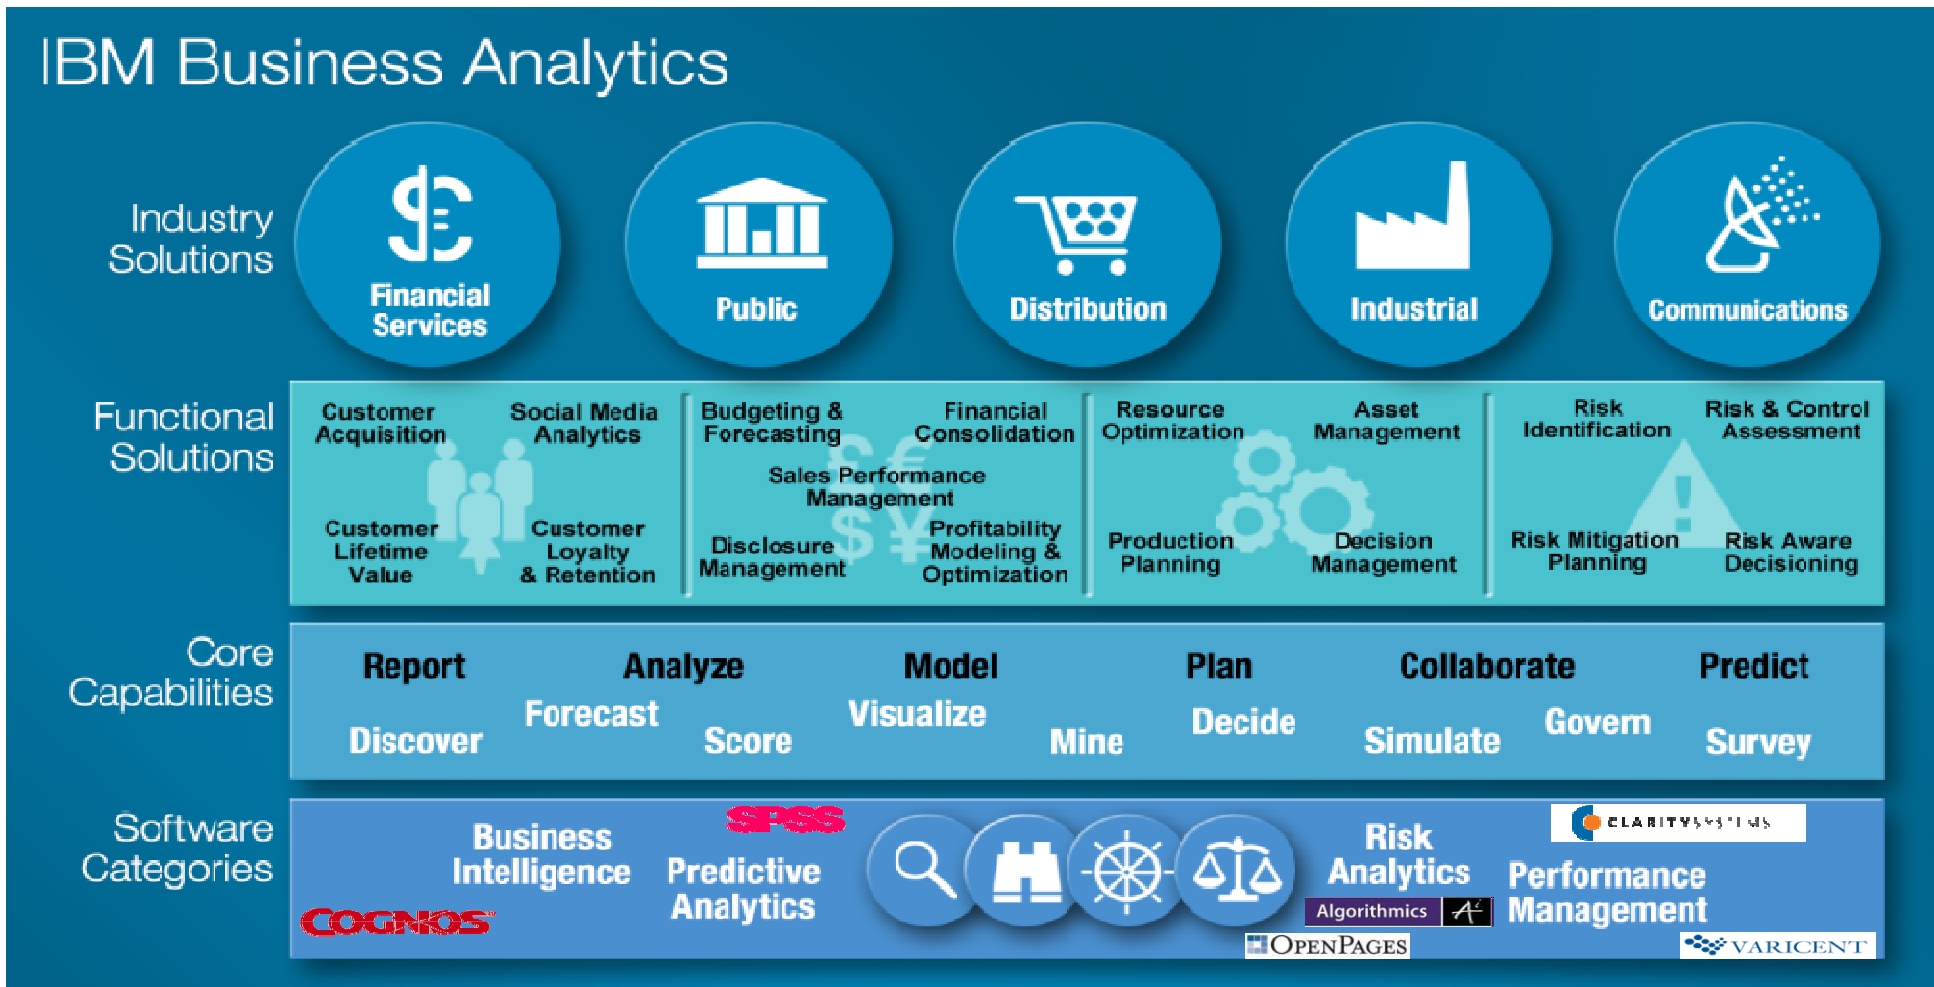 IBM Business Analytics
Industry
Solutions
Financial
Services
Public
Distribution
Industrial
Communications
Functional
Solutions
Customer
Acquisition
Social Media
Analytics
Customer
Lifetime
Value
Customer
Loyalty
& Retention
Budgeting &
Forecasting
Financial
Consolidation
Sales Performance
Management
Disclosure
Management
Profitability
Modeling &
Optimization
Resource
Optimization
Asset
Management
Production
Planning
Decision
Management
Risk
Identification
Risk & Control
Assessment
Risk Mitigation
Planning
Risk Aware
Decisioning
Core
Capabilities
Report
Analyze
Model
Plan
Collaborate
Predict
Discover
Forecast
Score
Visualize
Mine
Decide
Simulate
Govern
Survey
Software
Categories
COGNOS
Business
Intelligence
SPSS
Predictive
Analytics
Risk
Analytics
Algorithmics
OPENPAGES
CLARITYSYSTEMS
Performance
Management
VARICENT